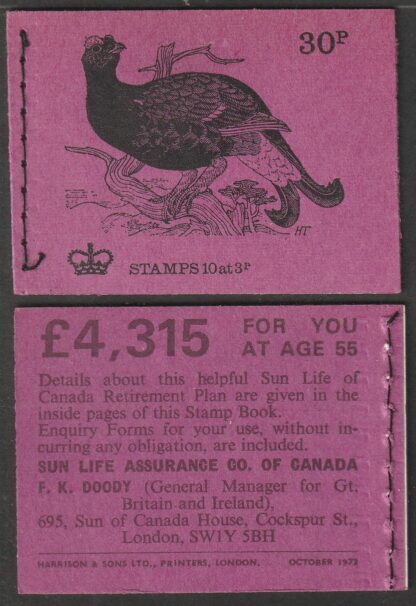 30P
HT
STAMPS 10 at 3P
£4,315 FOR YOU
AT AGE 55
Details about this helpful Sun Life of
Canada Retirement Plan are given in the
inside pages of this Stamp Book.
Enquiry Forms for your use, without in-
curring any obligation, are included.
SUN LIFE ASSURANCE CO. OF CANADA
F. K. DOODY (General Manager for Gt.
Britain and Ireland),
695, Sun of Canada House, Cockspur St.,
London, SW1Y 5BH
HARRISON & SONS LTD., PRINTERS, LONDON. OCTOBER 1972